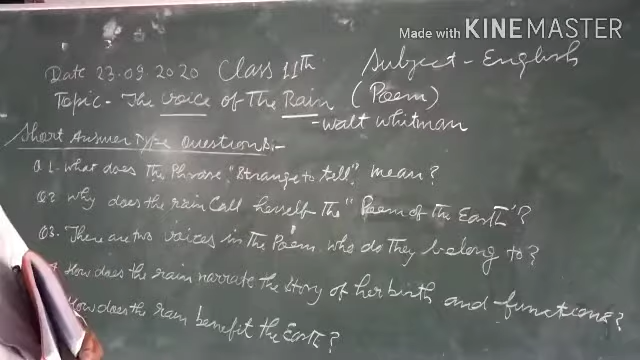 Made with KINEMASTER
Date 23.09.2020 Class 11th Subject - English
Topic - The Voice of The Rain (Poem)
- Walt Whitman
Short Answer Type Questions:-
Q1. What does The Phrase "Strange to tell" mean?
Q2. Why does the rain Call herself The "Poem of The Earth"?
Q3. There are two voices in The Poem. who do They belong to?
How does the rain narrate the story of her birth and functions?
How does the rain benefit the Earth?